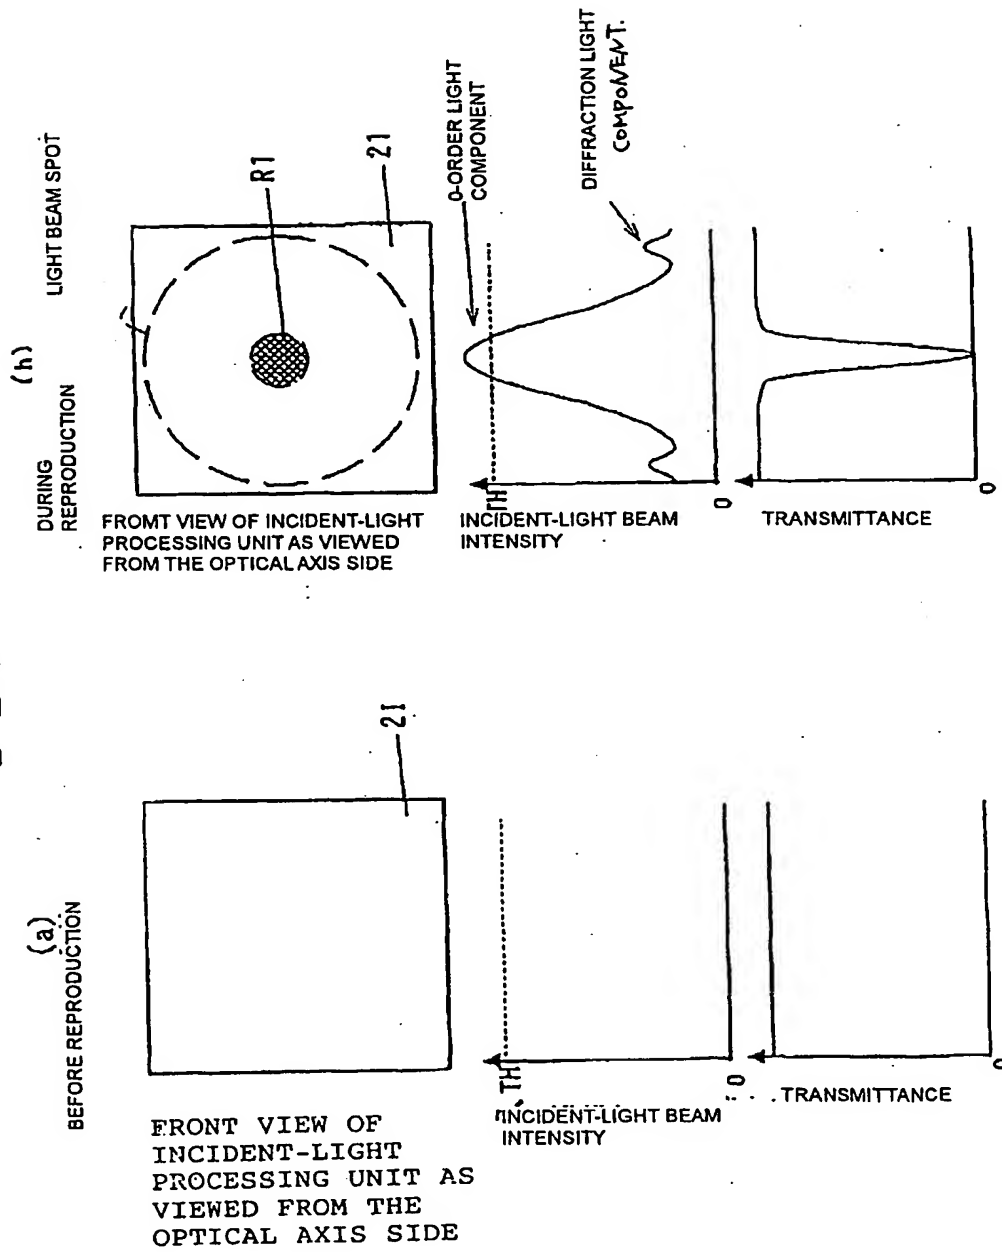 (a)
BEFORE REPRODUCTION
21
FRONT VIEW OF
INCIDENT-LIGHT
PROCESSING UNIT AS
VIEWED FROM THE
OPTICAL AXIS SIDE
TH
0
INCIDENT-LIGHT BEAM
INTENSITY
TRANSMITTANCE
0
(h)
DURING
REPRODUCTION
LIGHT BEAM SPOT
R1
21
FROMT VIEW OF INCIDENT-LIGHT
PROCESSING UNIT AS VIEWED
FROM THE OPTICAL AXIS SIDE
0-ORDER LIGHT
COMPONENT
DIFFRACTION LIGHT
COMPONENT.
TH
0
INCIDENT-LIGHT BEAM
INTENSITY
TRANSMITTANCE
0